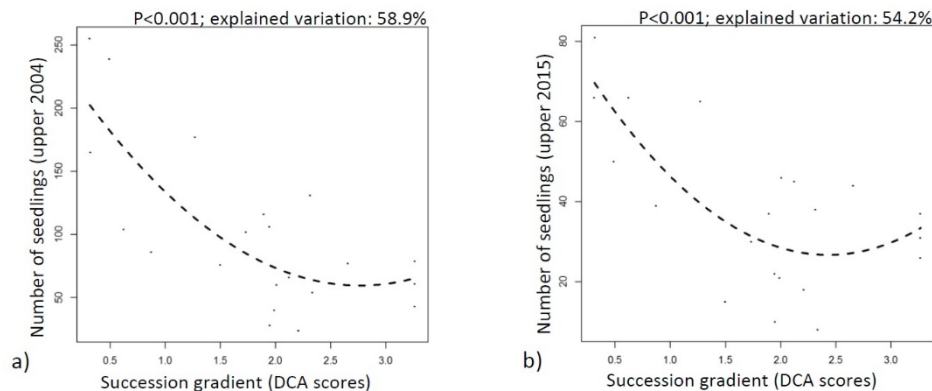 P<0.001; explained variation: 58.9%
Number of seedlings (upper 2004)
250
200
150
100
50
0.5 1.0 1.5 2.0 2.5 3.0
a)
Succession gradient (DCA scores)
P<0.001; explained variation: 54.2%
Number of seedlings (upper 2015)
80
60
40
20
0.5 1.0 1.5 2.0 2.5 3.0
b)
Succession gradient (DCA scores)